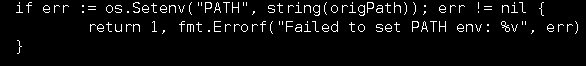 if err := os.Setenv("PATH", string(origPath)); err != nil {
        return 1, fmt.Errorf("Failed to set PATH env: %v", err)
}